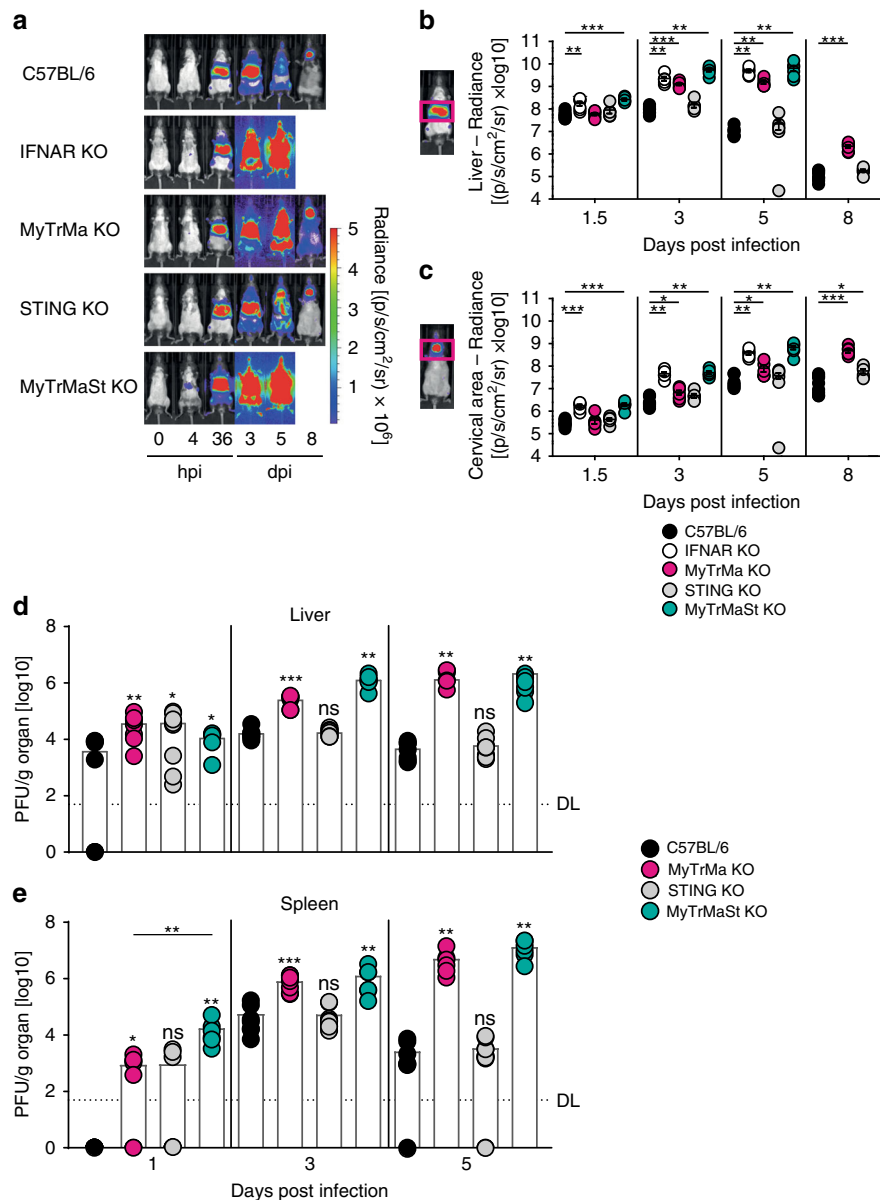 a
C57BL/6
IFNAR KO
MyTrMa KO
STING KO
MyTrMaSt KO
0 4 36 3 5 8
hpi dpi
5
4
3
2
1
Radiance [(p/s/cm²/sr) × 10⁶]
b
Liver – Radiance
[(p/s/cm²/sr) ×log10]
11
10
9
8
7
6
5
4
*** ** **
** *** ** ** ** ***
1.5 3 5 8
Days post infection
c
Cervical area – Radiance
[(p/s/cm²/sr) ×log10]
11
10
9
8
7
6
5
4
*** ** ** *
*** * ** * ** ***
1.5 3 5 8
Days post infection
C57BL/6
IFNAR KO
MyTrMa KO
STING KO
MyTrMaSt KO
d
Liver
PFU/g organ [log10]
8
6
4
2
0
** * * *** ns ** ** ns **
DL
C57BL/6
MyTrMa KO
STING KO
MyTrMaSt KO
e
Spleen
PFU/g organ [log10]
8
6
4
2
0
**
* ns ** *** ns ** ** ns **
DL
1 3 5
Days post infection